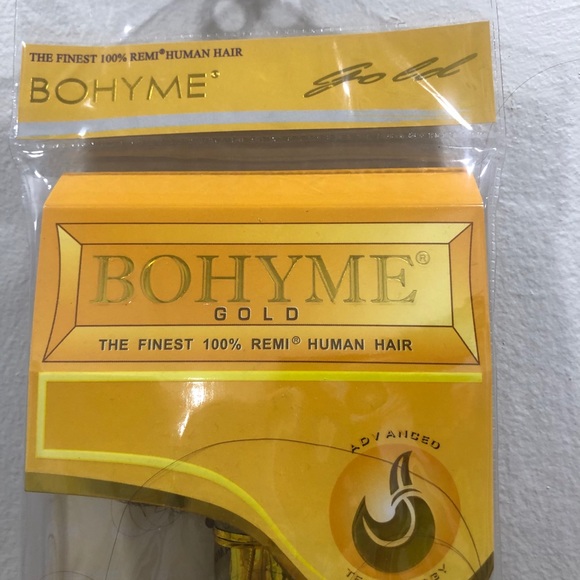 THE FINEST 100% REMI® HUMAN HAIR
BOHYME®
gold
BOHYME®
GOLD
THE FINEST 100% REMI® HUMAN HAIR
ADVANCED